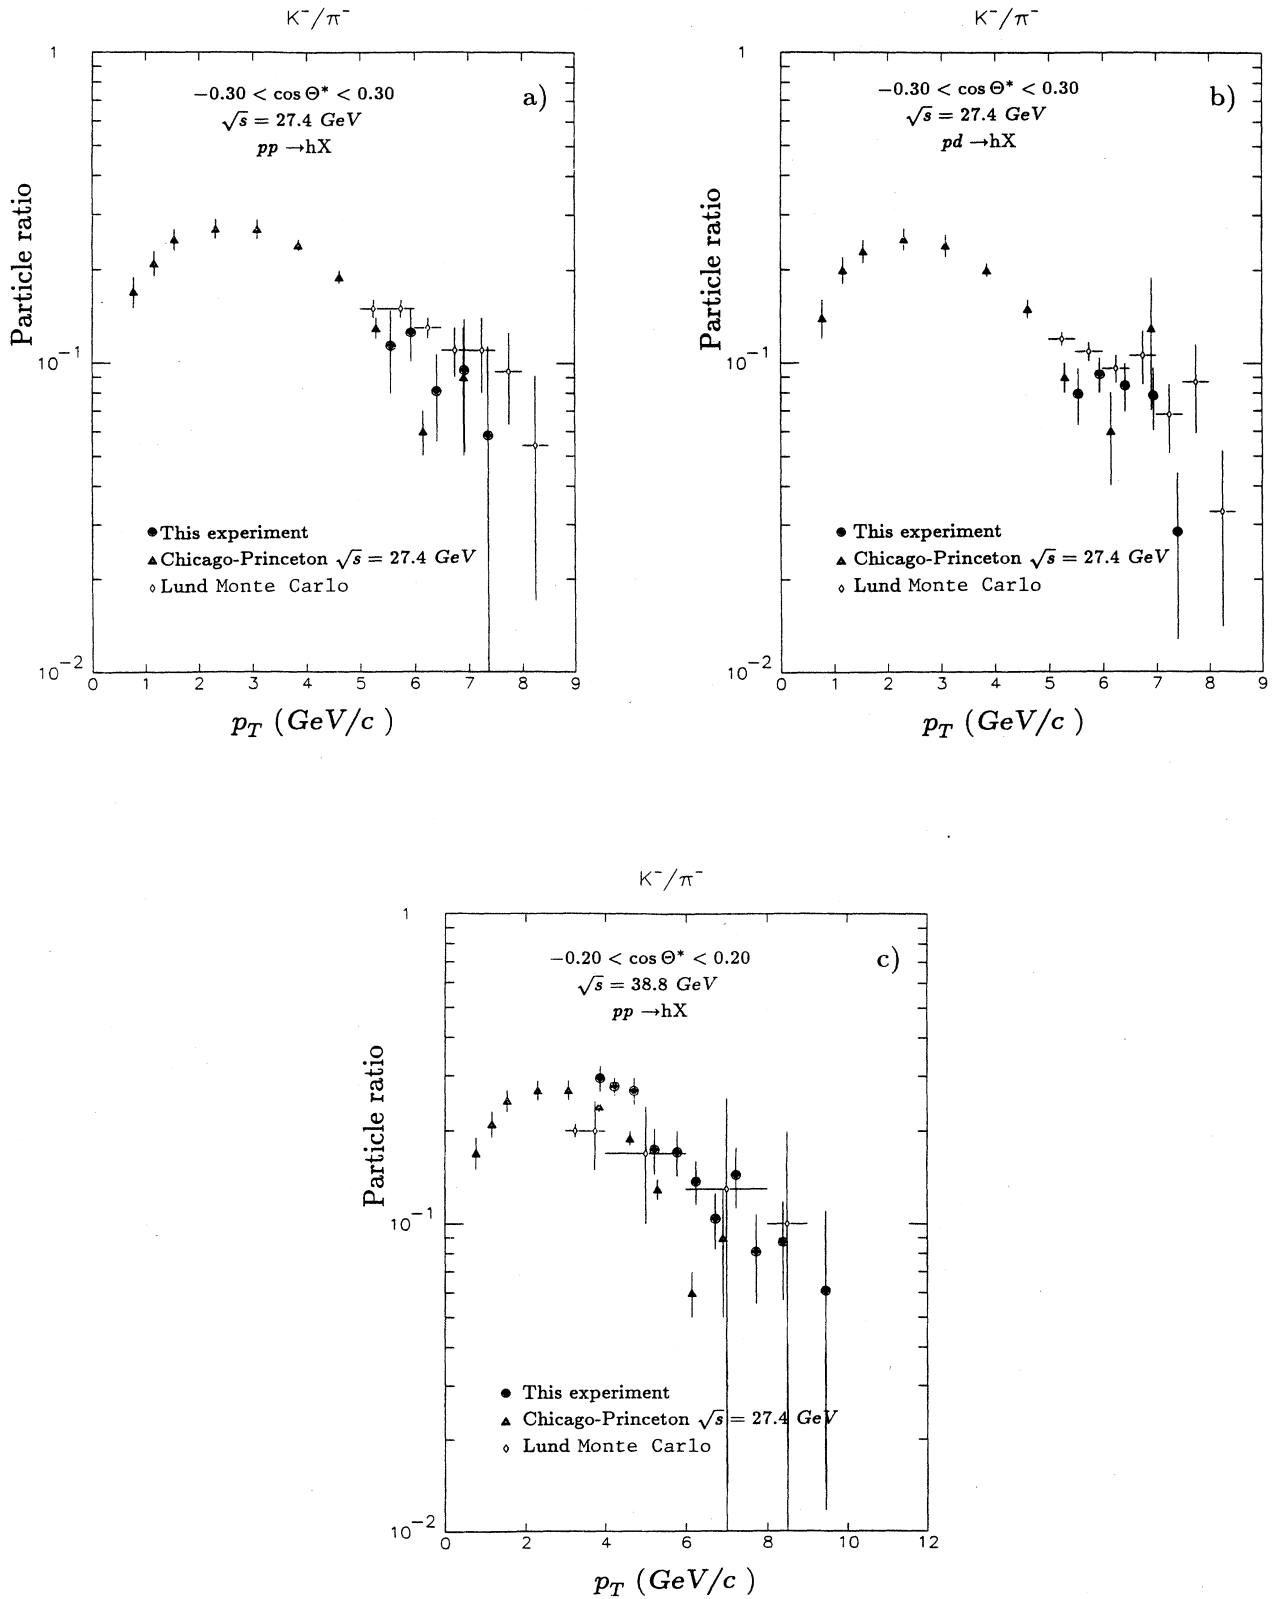 K⁻/π⁻
−0.30 < cos Θ* < 0.30
√s = 27.4 GeV
pp →hX
a)
Particle ratio
1
10⁻¹
10⁻²
This experiment
Chicago-Princeton √s = 27.4 GeV
Lund Monte Carlo
0 1 2 3 4 5 6 7 8 9
p_T (GeV/c )
K⁻/π⁻
−0.30 < cos Θ* < 0.30
√s = 27.4 GeV
pd →hX
b)
Particle ratio
1
10⁻¹
10⁻²
This experiment
Chicago-Princeton √s = 27.4 GeV
Lund Monte Carlo
0 1 2 3 4 5 6 7 8 9
p_T (GeV/c )
K⁻/π⁻
−0.20 < cos Θ* < 0.20
√s = 38.8 GeV
pp →hX
c)
Particle ratio
1
10⁻¹
10⁻²
This experiment
Chicago-Princeton √s = 27.4 GeV
Lund Monte Carlo
0 2 4 6 8 10 12
p_T (GeV/c )